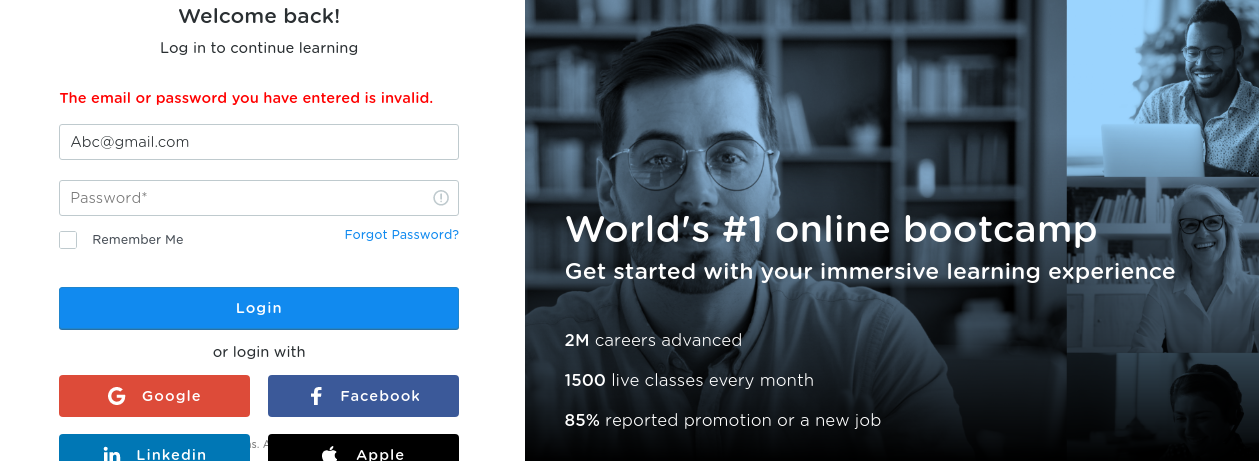 Welcome back!
Log in to continue learning
The email or password you have entered is invalid.
Abc@gmail.com
Password*
Remember Me
Forgot Password?
Login
or login with
Google
Facebook
Linkedin
Apple
World's #1 online bootcamp
Get started with your immersive learning experience
2M careers advanced
1500 live classes every month
85% reported promotion or a new job